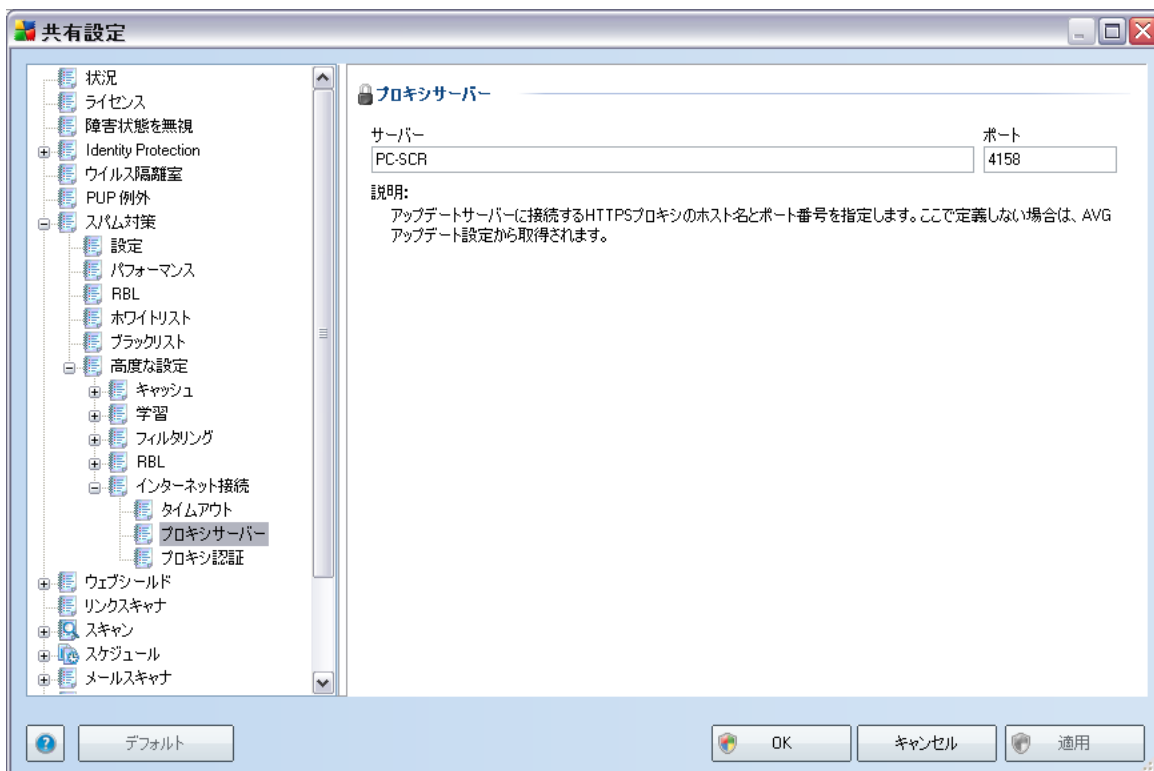 共有設定
状況
ライセンス
障害状態を無視
Identity Protection
ウイルス隔離室
PUP 例外
スパム対策
設定
パフォーマンス
RBL
ホワイトリスト
ブラックリスト
高度な設定
キャッシュ
学習
フィルタリング
RBL
インターネット接続
タイムアウト
プロキシサーバー
プロキシ認証
ウェブシールド
リンクスキャナ
スキャン
スケジュール
メールスキャナ
プロキシサーバー
サーバー
ポート
PC-SCR
4158
説明:
アップデートサーバーに接続するHTTPSプロキシのホスト名とポート番号を指定します。ここで定義しない場合は、AVG
アップデート設定から取得されます。
デフォルト
OK
キャンセル
適用